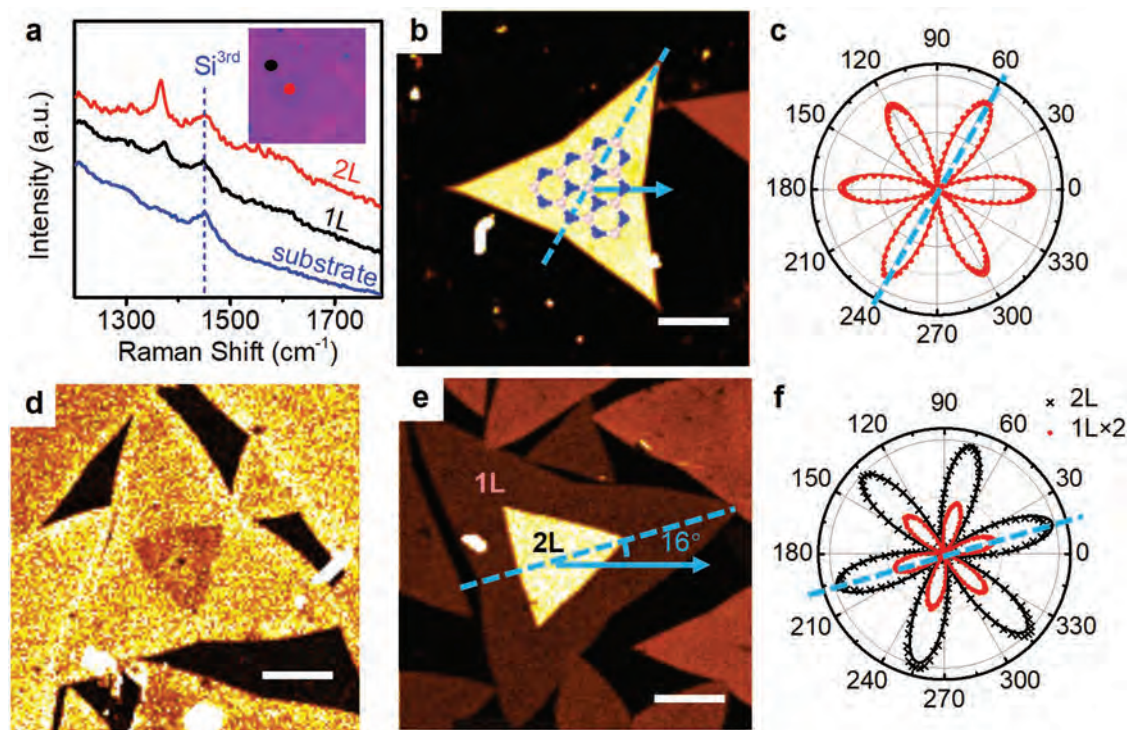 a
Si3rd
2L
1L
substrate
Intensity (a.u.)
1300 1500 1700
Raman Shift (cm-1)
b
c
90
120 60
150 30
180 0
210 330
240 300
270
d
e
1L
2L
16°
f
× 2L
1L×2
90
120 60
150 30
180 0
210 330
240 300
270